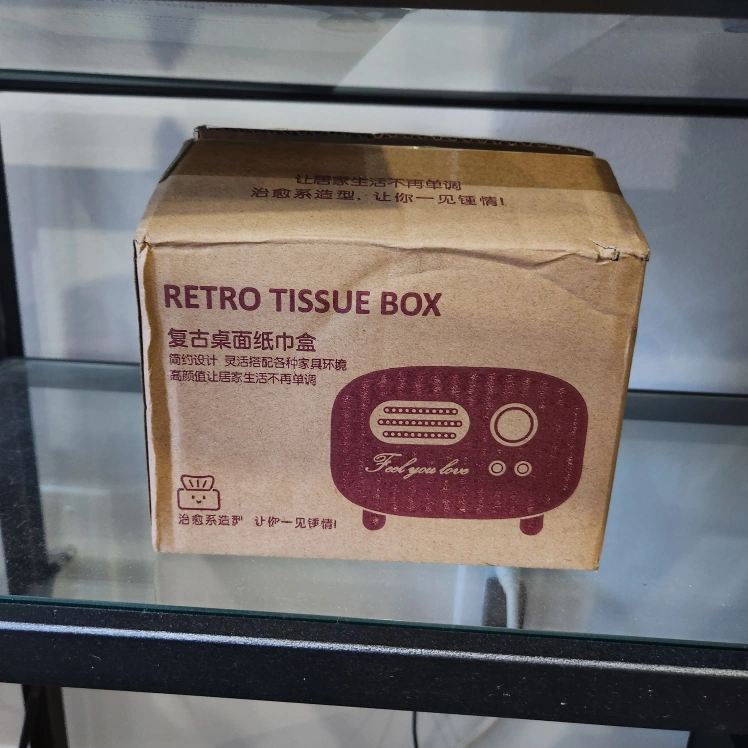 让居家生活不再单调
治愈系造型，让你一见锺情！
RETRO TISSUE BOX
复古桌面纸巾盒
简约设计 灵活搭配各种家具环境
高颜值让居家生活不再单调
Feel you love
治愈系造型 让你一见锺情！